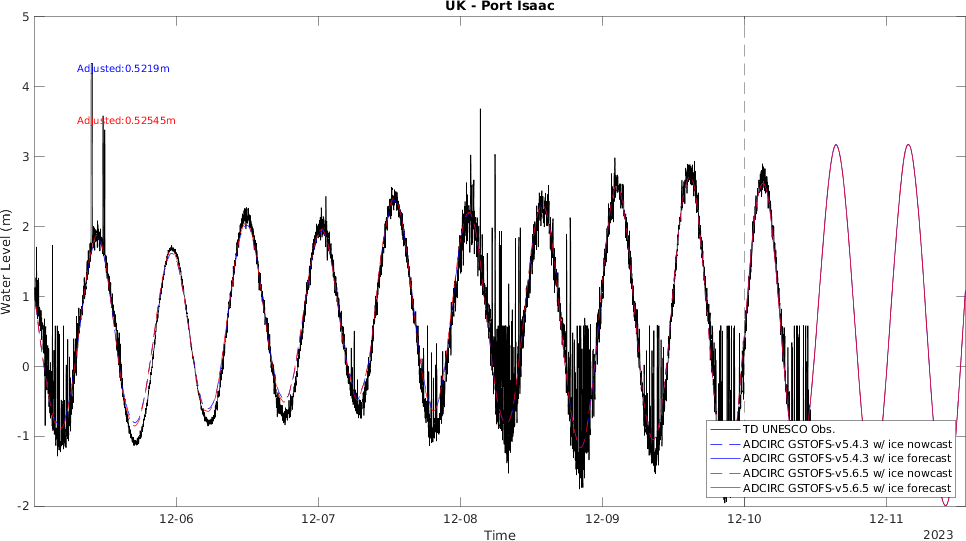 UK - Port Isaac
5
Adjusted:0.5219m
4
Adjusted:0.52545m
3
2
1
0
-1
-2
Water Level (m)
TD UNESCO Obs.
ADCIRC GSTOFS-v5.4.3 w/ ice nowcast
ADCIRC GSTOFS-v5.4.3 w/ ice forecast
ADCIRC GSTOFS-v5.6.5 w/ ice nowcast
ADCIRC GSTOFS-v5.6.5 w/ ice forecast
12-06 12-07 12-08 12-09 12-10 12-11
Time
2023